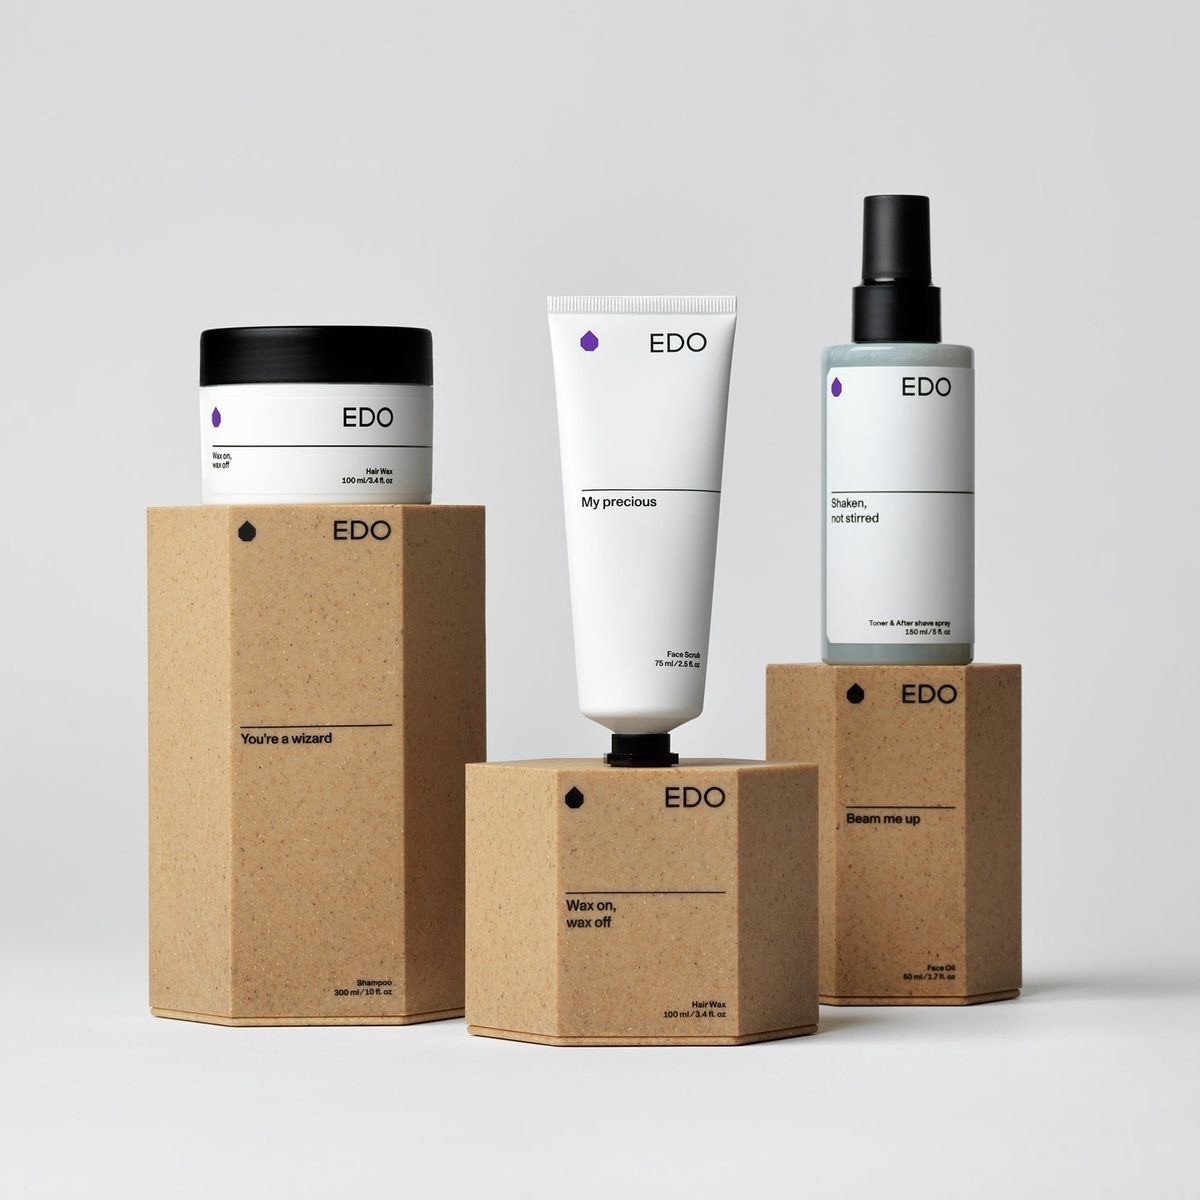 EDO
Wax on,
wax off
Hair Wax
100 ml/3.4 fl. oz
EDO
You're a wizard
Shampoo
300 ml/10 fl. oz
EDO
My precious
Face Scrub
75 ml/2.5 fl. oz
EDO
Wax on,
wax off
Hair Wax
100 ml/3.4 fl. oz
EDO
Shaken,
not stirred
Toner & After shave spray
150 ml/5 fl. oz
EDO
Beam me up
Face Oil
50 ml/1.7 fl. oz